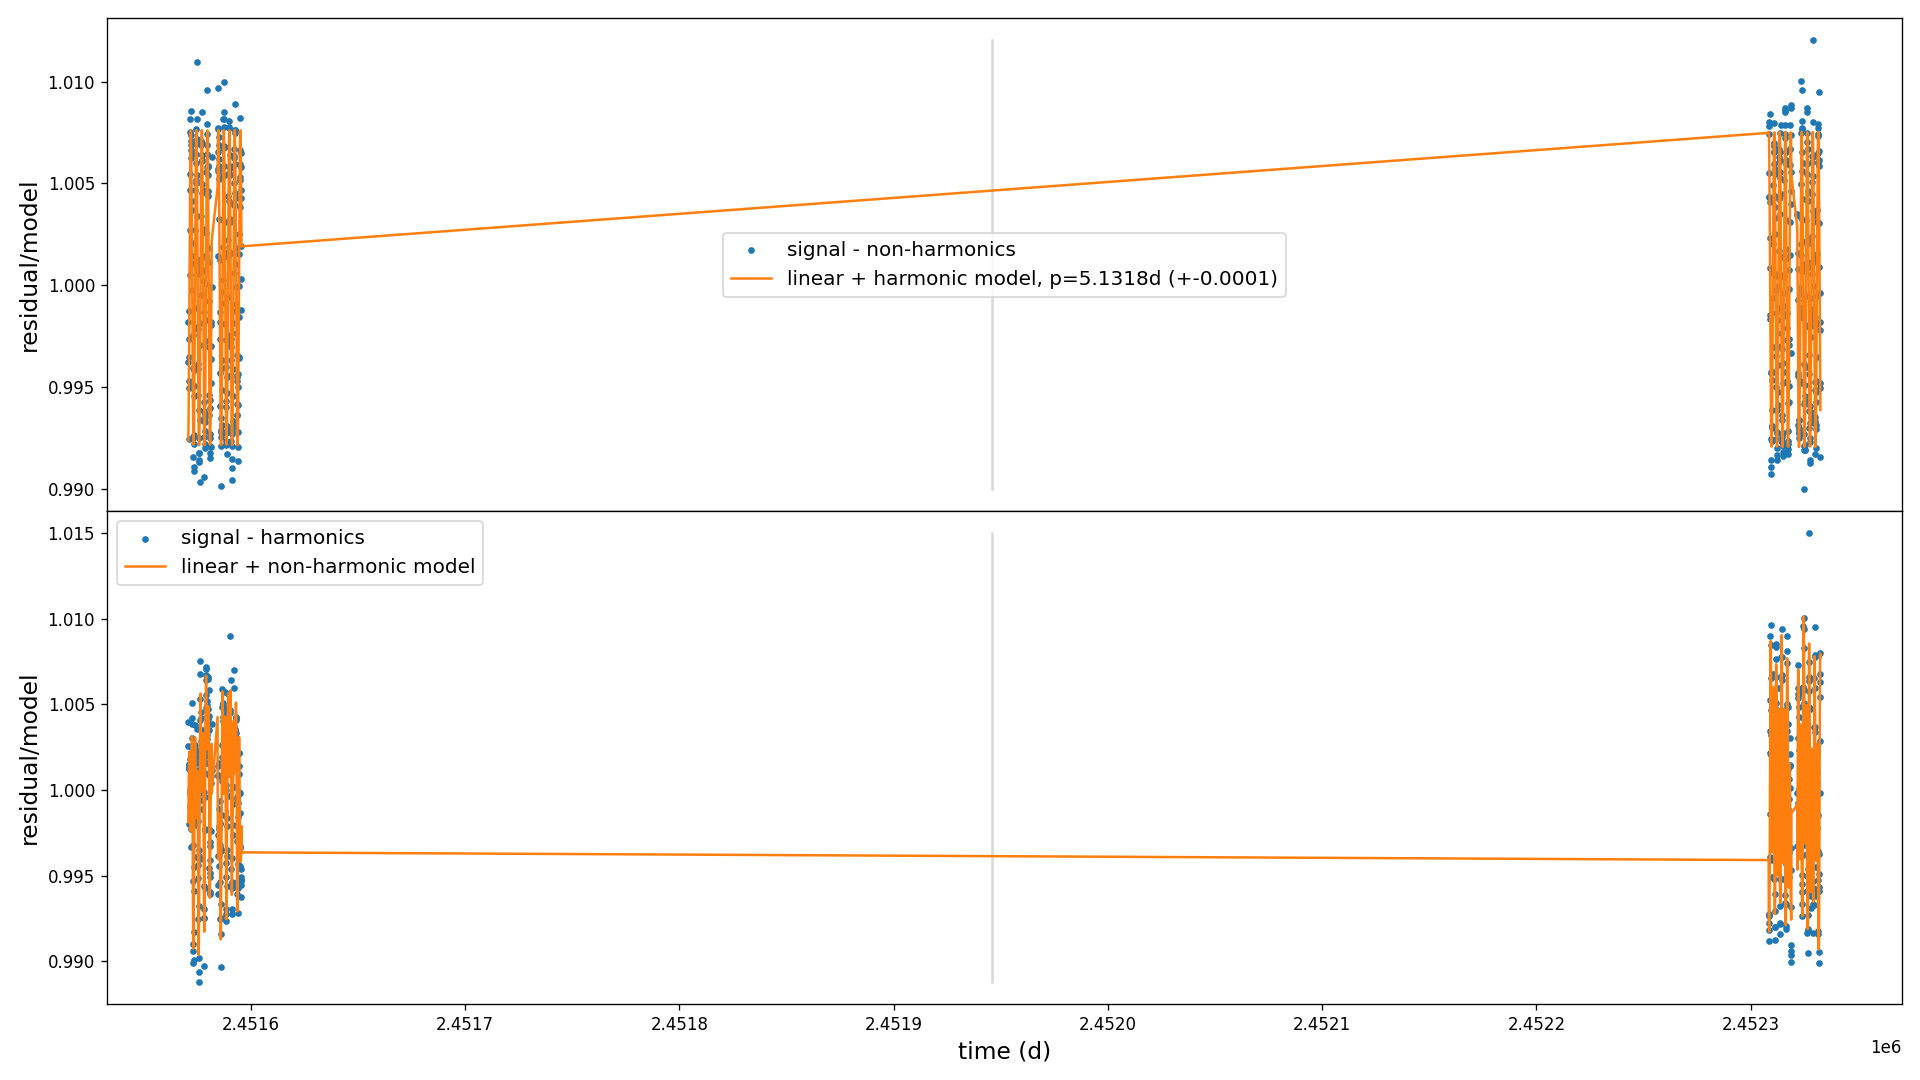 1.010
1.005
1.000
0.995
0.990
residual/model
signal - non-harmonics
linear + harmonic model, p=5.1318d (+-0.0001)
1.015
1.010
1.005
1.000
0.995
0.990
residual/model
signal - harmonics
linear + non-harmonic model
2.4516 2.4517 2.4518 2.4519 2.4520 2.4521 2.4522 2.4523
1e6
time (d)